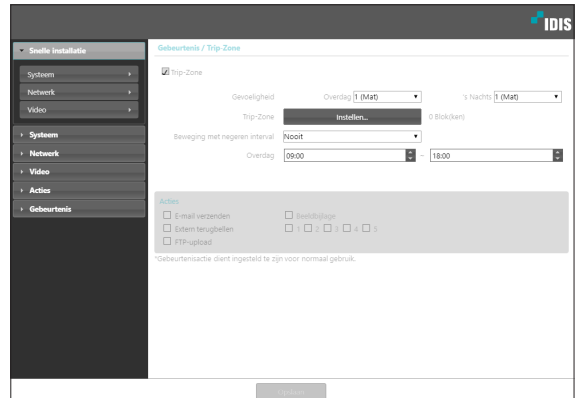 IDIS
Snelle installatie
Systeem
Netwerk
Video
Systeem
Netwerk
Video
Acties
Gebeurtenis
Gebeurtenis / Trip-Zone
Trip-Zone
Gevoeligheid Overdag 1 (Mat) 's Nachts 1 (Mat)
Trip-Zone Instellen... 0 Blok(ken)
Beweging met negeren interval Nooit
Overdag 09:00 ~ 18:00
Acties
E-mail verzenden Beeldbijlage
Extern terugbellen 1 2 3 4 5
FTP-upload
*Gebeurtenisactie dient ingesteld te zijn voor normaal gebruik.
Opslaan